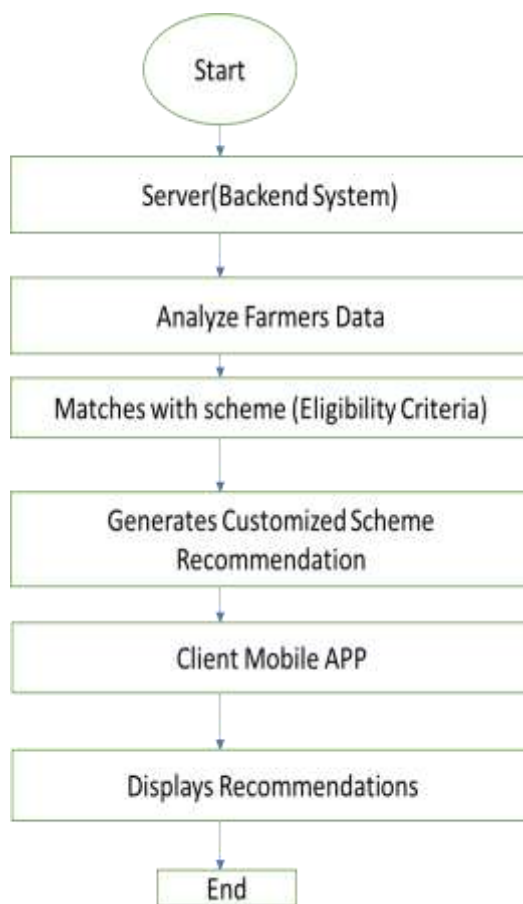 Start
Server(Backend System)
Analyze Farmers Data
Matches with scheme (Eligibility Criteria)
Generates Customized Scheme
Recommendation
Client Mobile APP
Displays Recommendations
End